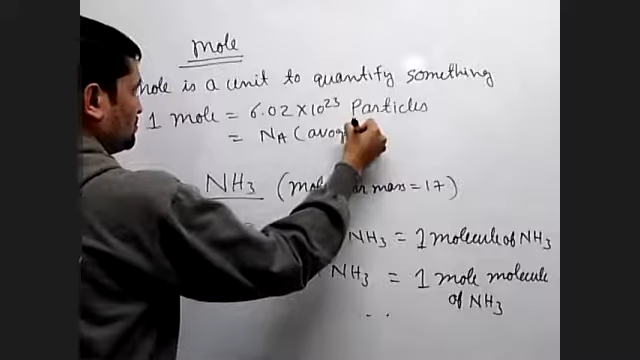 mole
mole is a unit to quantify something
1 mole = 6.02×10²³ Particles
= NA (avog
NH3 (mol mass = 17)
NH3 = 1 molecule of NH3
NH3 = 1 mole molecule
of NH3